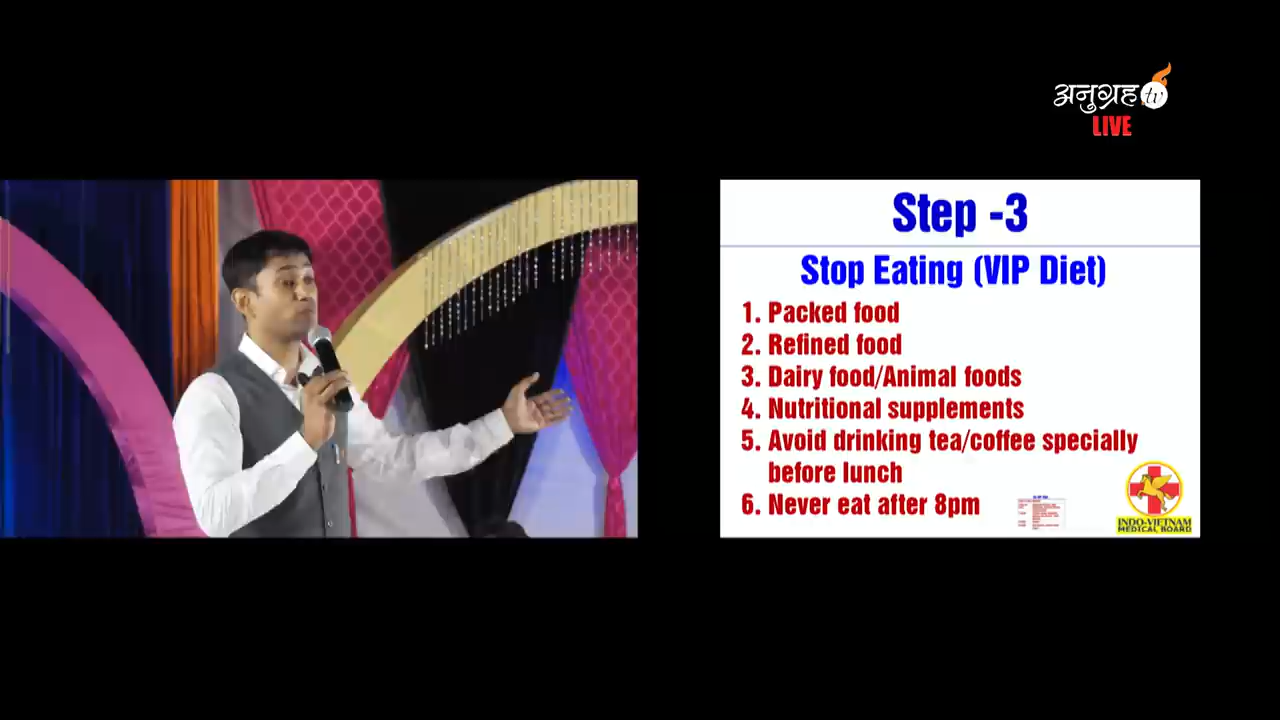 अनुग्रह tv
LIVE
Step -3
Stop Eating (VIP Diet)
1. Packed food
2. Refined food
3. Dairy food/Animal foods
4. Nutritional supplements
5. Avoid drinking tea/coffee specially
before lunch
6. Never eat after 8pm
INDO-VIETNAM
MEDICAL BOARD